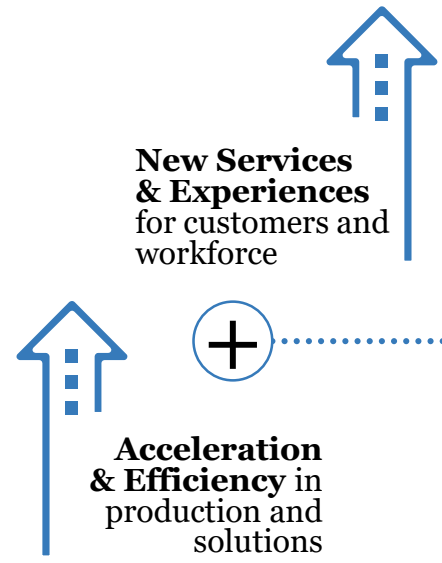 New Services
& Experiences
for customers and
workforce
+
Acceleration
& Efficiency in
production and
solutions